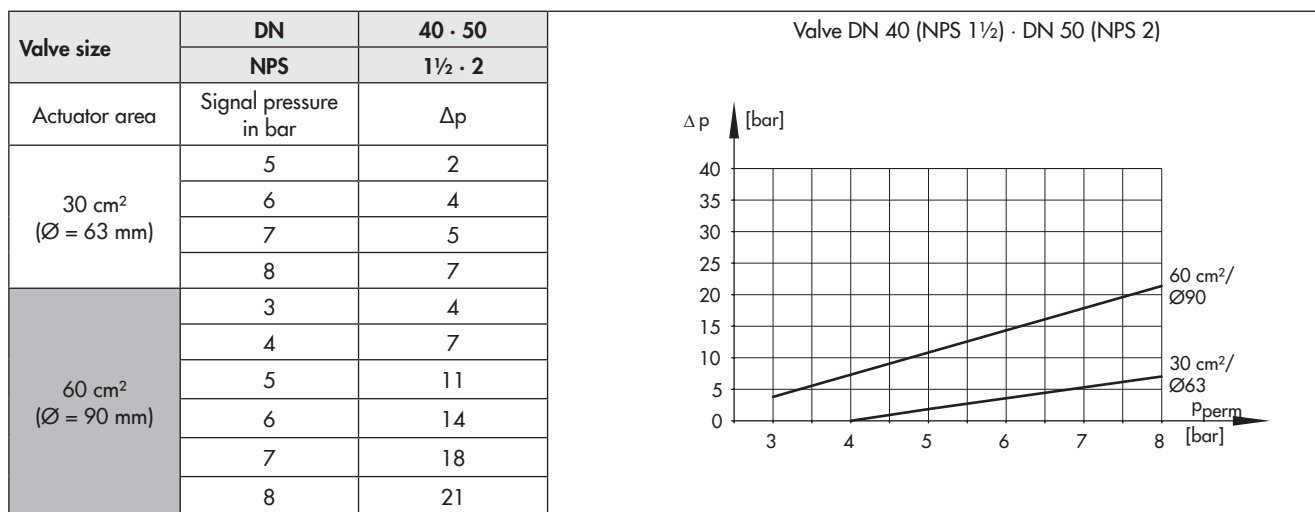 Valve size DN 40 · 50
NPS 1½ · 2
Actuator area Signal pressure in bar Δp
30 cm²
(Ø = 63 mm)
5 2
6 4
7 5
8 7
60 cm²
(Ø = 90 mm)
3 4
4 7
5 11
6 14
7 18
8 21
Valve DN 40 (NPS 1½) · DN 50 (NPS 2)
Δ p [bar]
40
35
30
25
20
15
10
5
0
60 cm²/
Ø90
30 cm²/
Ø63
Pperm
[bar]
3 4 5 6 7 8